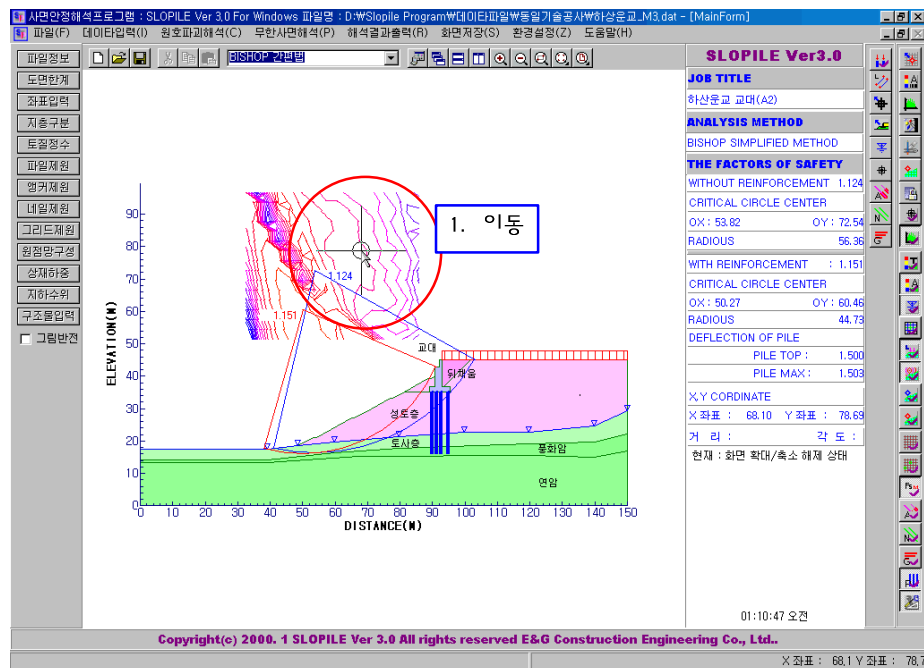 사면안정해석프로그램 : SLOPILE Ver 3.0 For Windows 파일명 : D:₩Slopile Program₩데이타파일₩동일기술공사₩하상운교_M3.dat - [MainForm]
파일(F) 데이타입력(I) 원호파괴해석(C) 무한사면해석(P) 해석결과출력(R) 화면저장(S) 환경설정(Z) 도움말(H)
BISHOP 간편법
파일정보
도면한계
좌표입력
지층구분
토질정수
파일제원
앵커제원
네일제원
그리드제원
원점망구성
상재하중
지하수위
구조물입력
그림반전
ELEVATION(M)
90
80
70
60
50
40
30
20
10
0
1. 이동
1.124
1.151
교대
뒤채움
성토층
토사층
풍화암
연암
0 10 20 30 40 50 60 70 80 90 100 110 120 130 140 150
DISTANCE(M)
SLOPILE Ver3.0
JOB TITLE
하산운교 교대(A2)
ANALYSIS METHOD
BISHOP SIMPLIFIED METHOD
THE FACTORS OF SAFETY
WITHOUT REINFORCEMENT 1.124
CRITICAL CIRCLE CENTER
OX : 53.82 OY : 72.54
RADIOUS 56.36
WITH REINFORCEMENT : 1.151
CRITICAL CIRCLE CENTER
OX : 50.27 OY : 60.46
RADIOUS 44.73
DEFLECTION OF PILE
PILE TOP : 1.500
PILE MAX : 1.503
X,Y CORDINATE
X 좌표 : 68.10 Y 좌표 : 78.69
거 리 : 각 도 :
현재 : 화면 확대/축소 해제 상태
01:10:47 오전
Copyright(c) 2000. 1 SLOPILE Ver 3.0 All rights reserved E&G Construction Engineering Co., Ltd..
X 좌표 : 68.1 Y 좌표 : 78.7